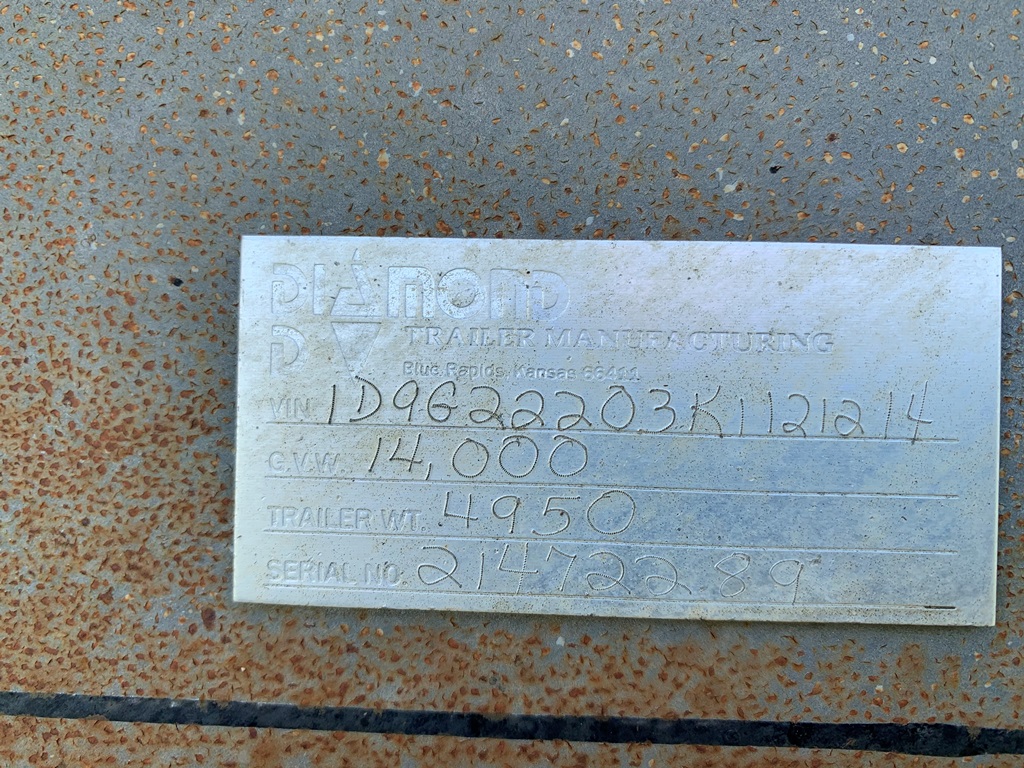 DIAMOND
D TRAILER MANUFACTURING
Blue Rapids, Kansas 66411
VIN 1D9G22203K1121214
G.V.W. 14,000
TRAILER WT. 4950
SERIAL NO. 21472289